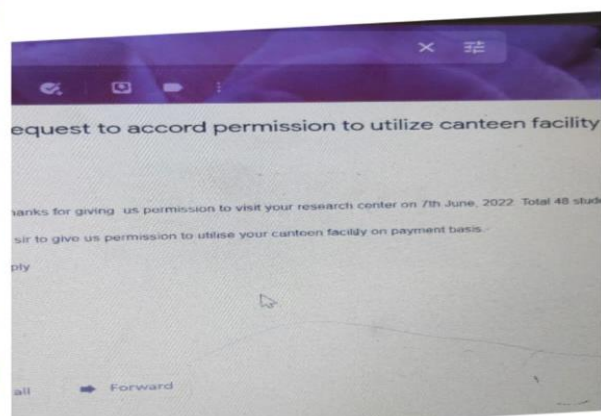 equest to accord permission to utilize canteen facility
hanks for giving us permission to visit your research center on 7th June, 2022. Total 48 stude
sir to give us permission to utilise your canteen facility on payment basis.
ply
all Forward